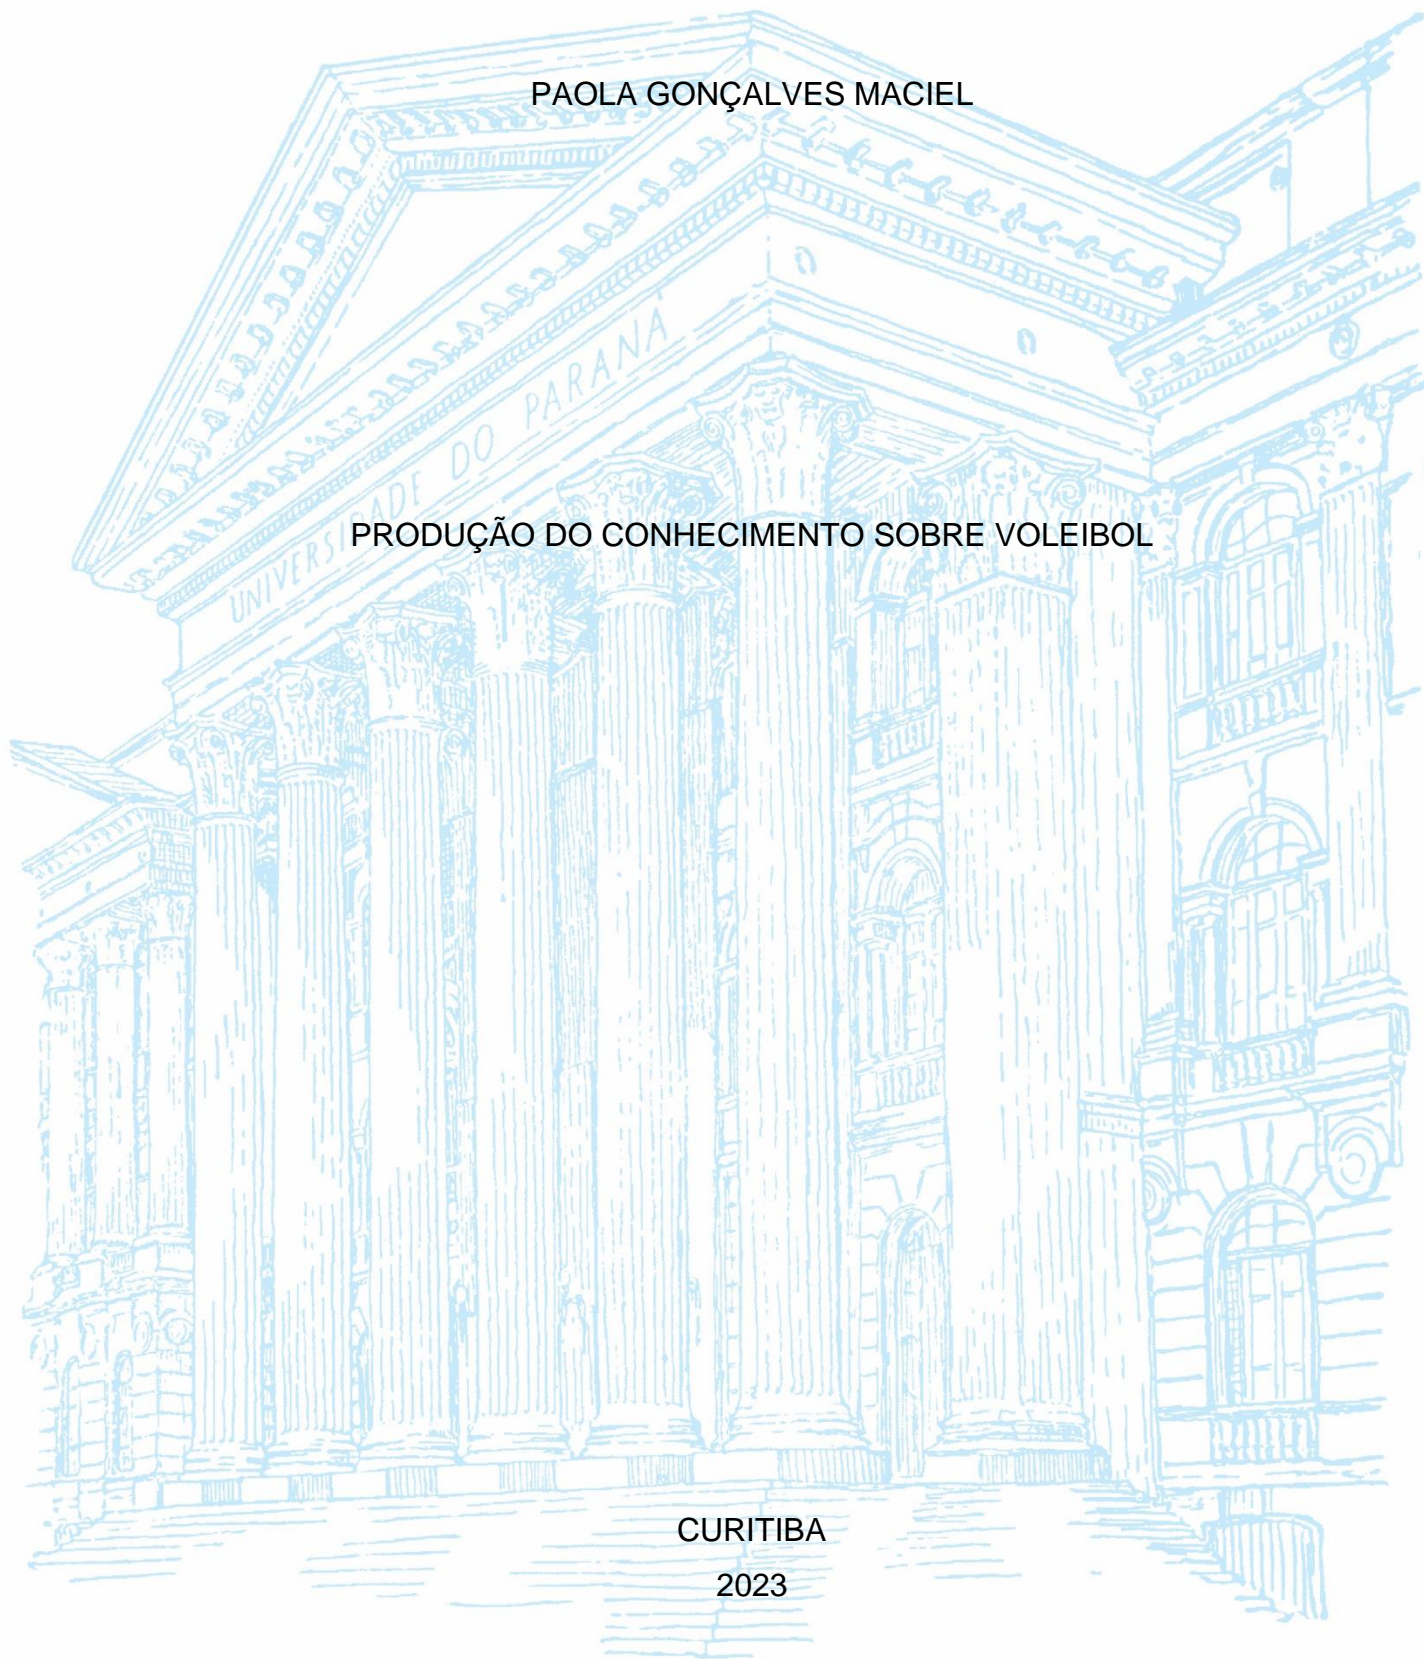 PAOLA GONÇALVES MACIEL
UNIVERSIDADE DO PARANÁ
PRODUÇÃO DO CONHECIMENTO SOBRE VOLEIBOL
CURITIBA
2023